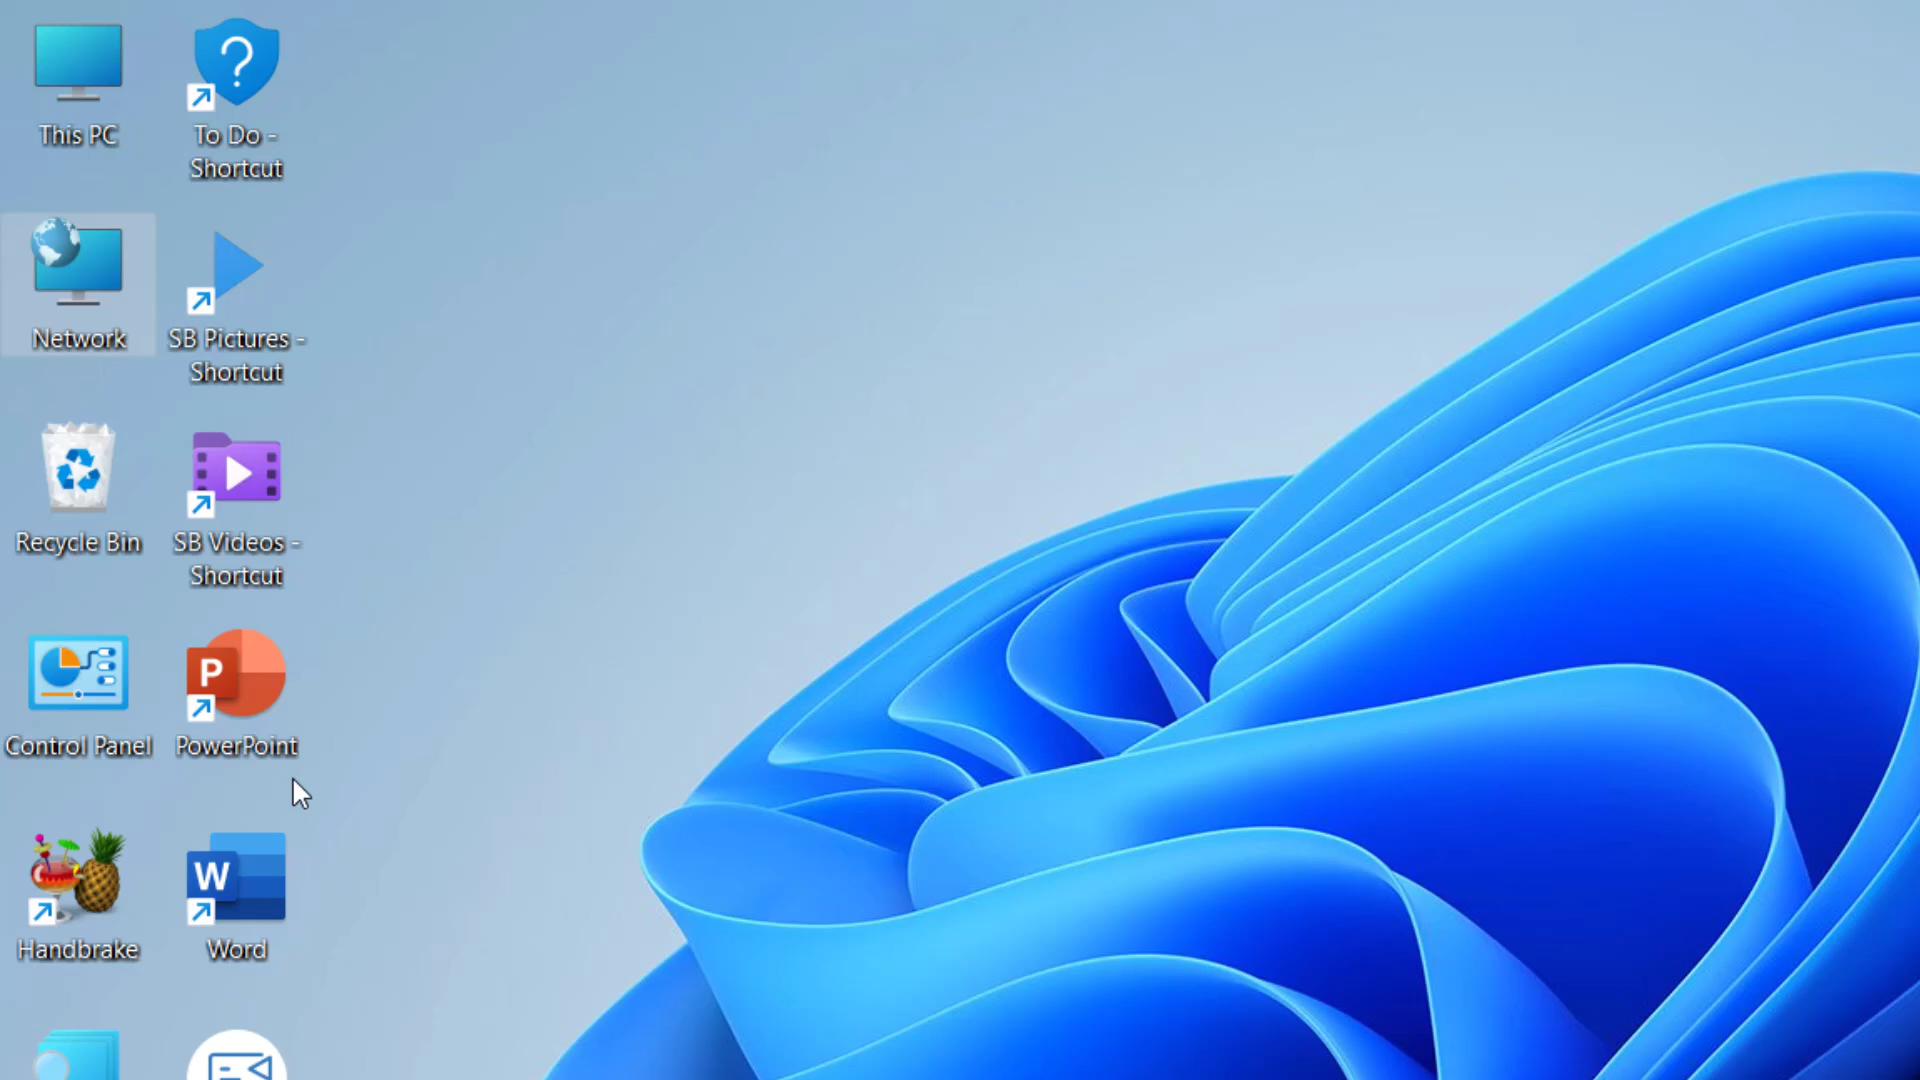 This PC
To Do -
Shortcut
Network
SB Pictures -
Shortcut
Recycle Bin
SB Videos -
Shortcut
Control Panel
P
PowerPoint
Handbrake
W
Word